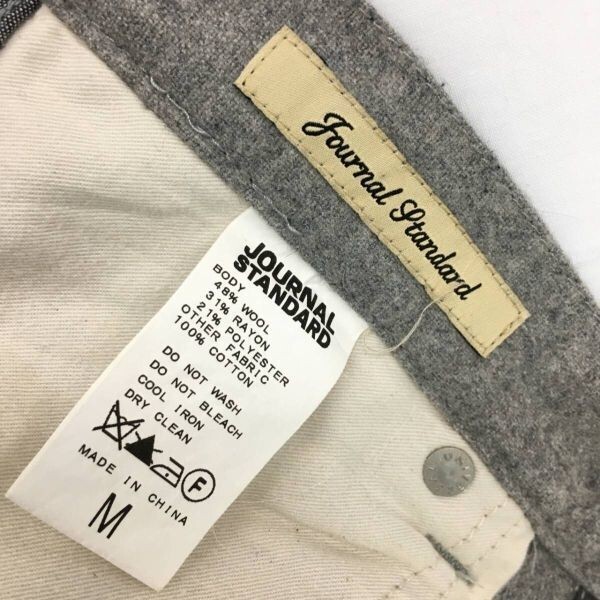 Journal Standard
JOURNAL
STANDARD
BODY
48% WOOL
31% RAYON
21% POLYESTER
OTHER FABRIC
100% COTTON
DO NOT WASH
DO NOT BLEACH
COOL IRON
DRY CLEAN
F
MADE IN CHINA
M